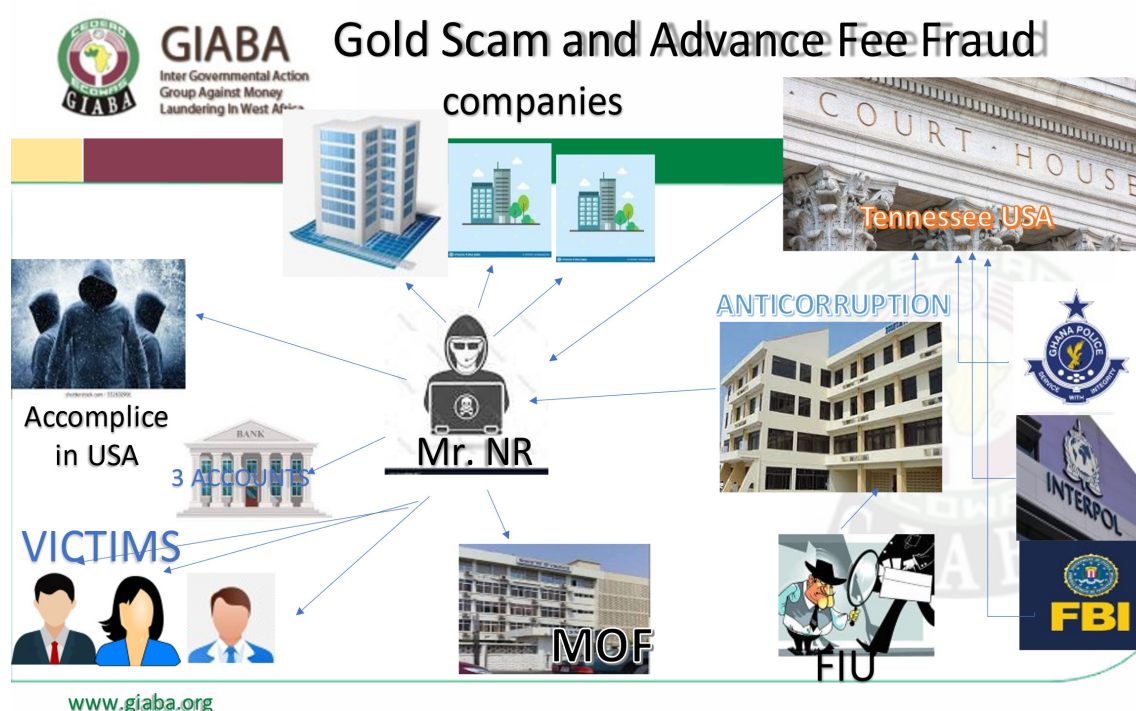 CEDEAO
ECOWAS
GIABA
GIABA
Inter Governmental Action
Group Against Money
Laundering In West Africa
Gold Scam and Advance Fee Fraud
companies
COURT · HOUSE
Tennessee USA
ANTICORRUPTION
GHANA POLICE
SERVICE WITH INTEGRITY
Accomplice
in USA
Mr. NR
BANK
3 ACCOUNTS
INTERPOL
VICTIMS
MOF
FIU
FBI
www.giaba.org